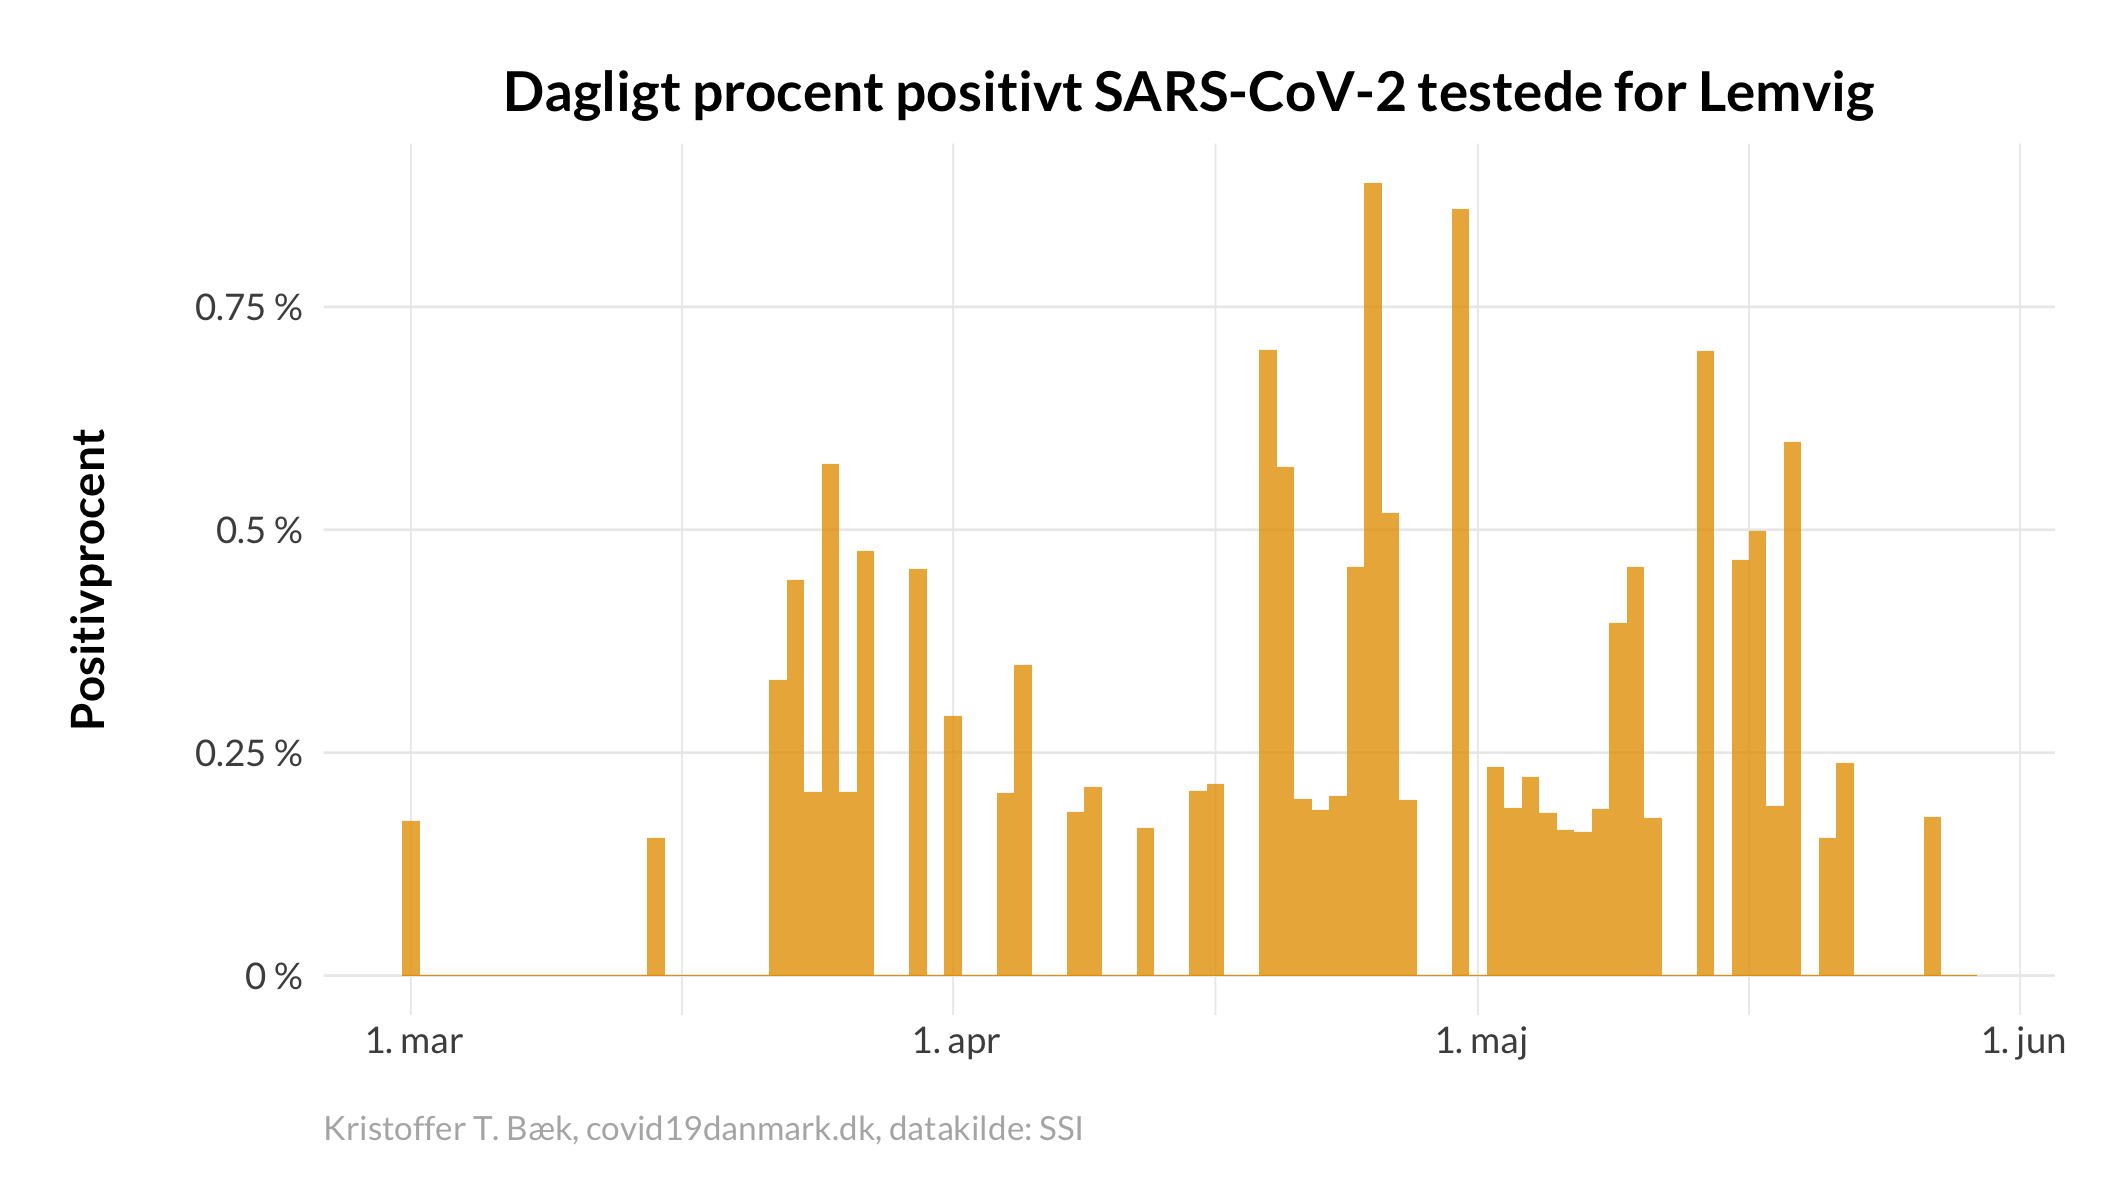 Dagligt procent positivt SARS-CoV-2 testede for Lemvig
Positivprocent
0.75 %
0.5 %
0.25 %
0 %
1. mar
1. apr
1. maj
1. jun
Kristoffer T. Bæk, covid19danmark.dk, datakilde: SSI